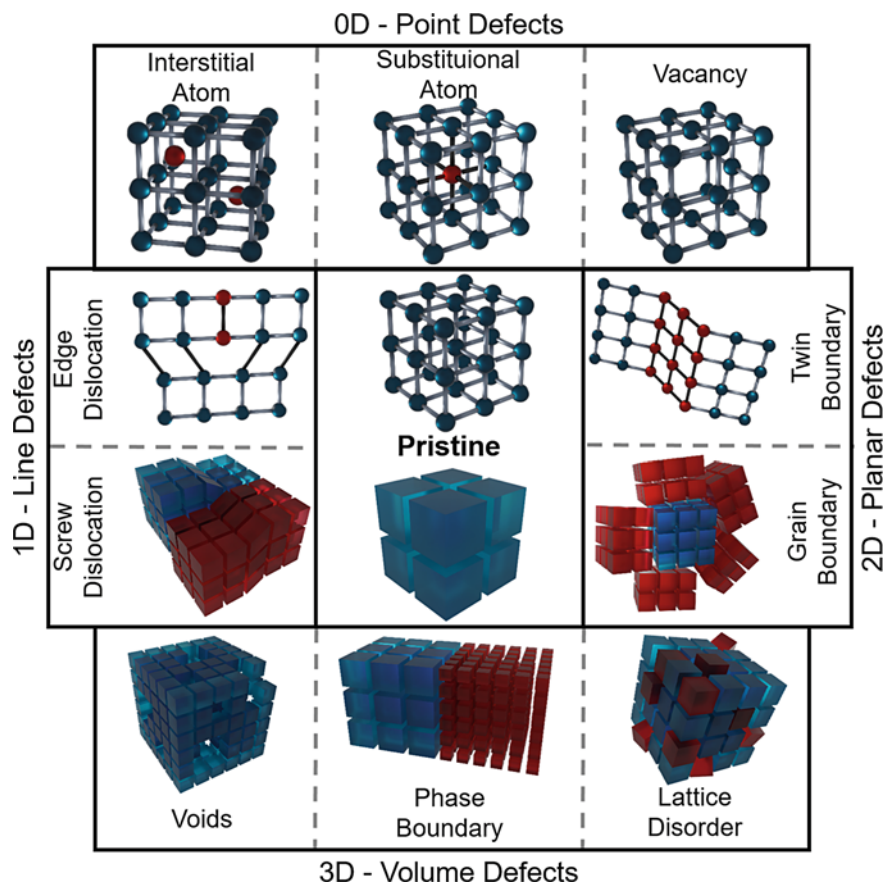 0D - Point Defects
Interstitial
Atom
Substituional
Atom
Vacancy
1D - Line Defects
Edge
Dislocation
Screw
Dislocation
Pristine
Twin
Boundary
Grain
Boundary
2D - Planar Defects
Voids
Phase
Boundary
Lattice
Disorder
3D - Volume Defects